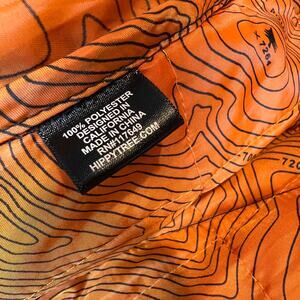 100% POLYESTER
DESIGNED IN
CALIFORNIA
MADE IN CHINA
RN#117649
HIPPYTREE.COM